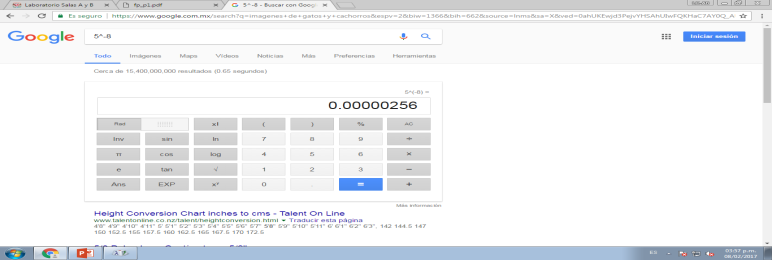 Laboratorio Salas A y B
fp_p1.pdf
5^-8 - Buscar con Goog
Es seguro
https://www.google.com.mx/search?q=imagenes+de+gatos+y+cachorros&espv=2&biw=1366&bih=662&source=lnms&sa=X&ved=
Google
5^-8
Iniciar sesión
Todo Imágenes Maps Vídeos Noticias Más Preferencias Herramientas
Cerca de 15,400,000,000 resultados (0.65 segundos)
5^(-8) =
0.00000256
Rad x! ( ) % AC
Inv sin ln 7 8 9 ÷
π cos log 4 5 6 ×
e tan √ 1 2 3 −
Ans EXP xʸ 0 . = +
Más información
Height Conversion Chart inches to cms - Talent On Line
www.talentonline.co.nz/talent/heightconversion.html ▾ Traducir esta página
4'8" 4'9" 4'10" 4'11" 5' 5'1" 5'2" 5'3" 5'4" 5'5" 5'6" 5'7" 5'8" 5'9" 5'10" 5'11" 6' 6'1" 6'2" 6'3". 142 144.5 147
150 152.5 155 157.5 160 162.5 165 167.5 170 172.5
ES
03:57 p.m.
08/02/2017